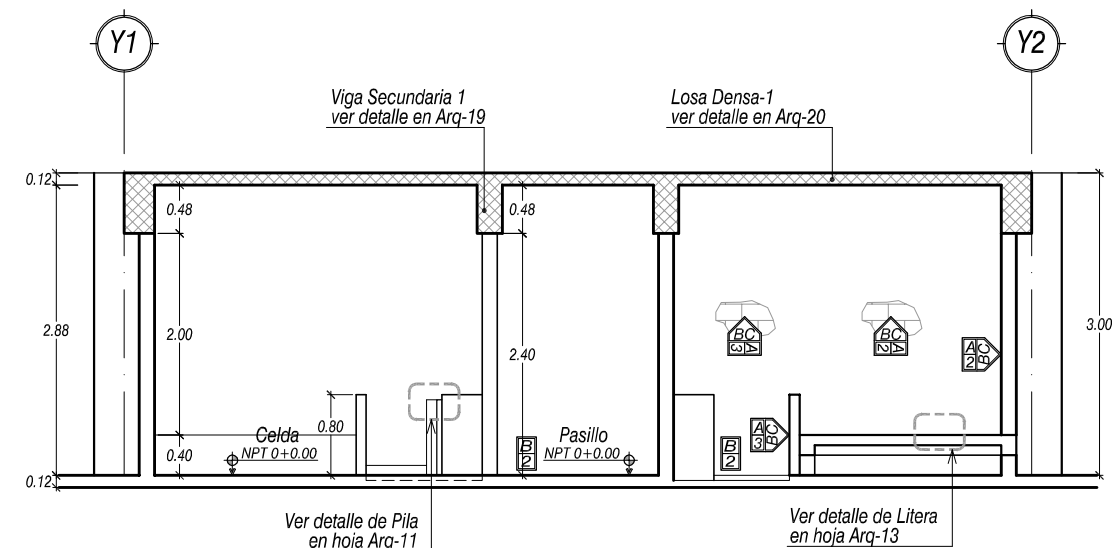 Y1
Y2
Viga Secundaria 1
ver detalle en Arq-19
Losa Densa-1
ver detalle en Arq-20
0.12
0.48
0.48
2.88
2.00
2.40
3.00
BC
A
3
BC
A
2
A
2
BC
0.80
Celda
NPT 0+0.00
0.40
B
2
Pasillo
NPT 0+0.00
B
2
A
3
BC
0.12
Ver detalle de Pila
en hoja Arq-11
Ver detalle de Litera
en hoja Arq-13